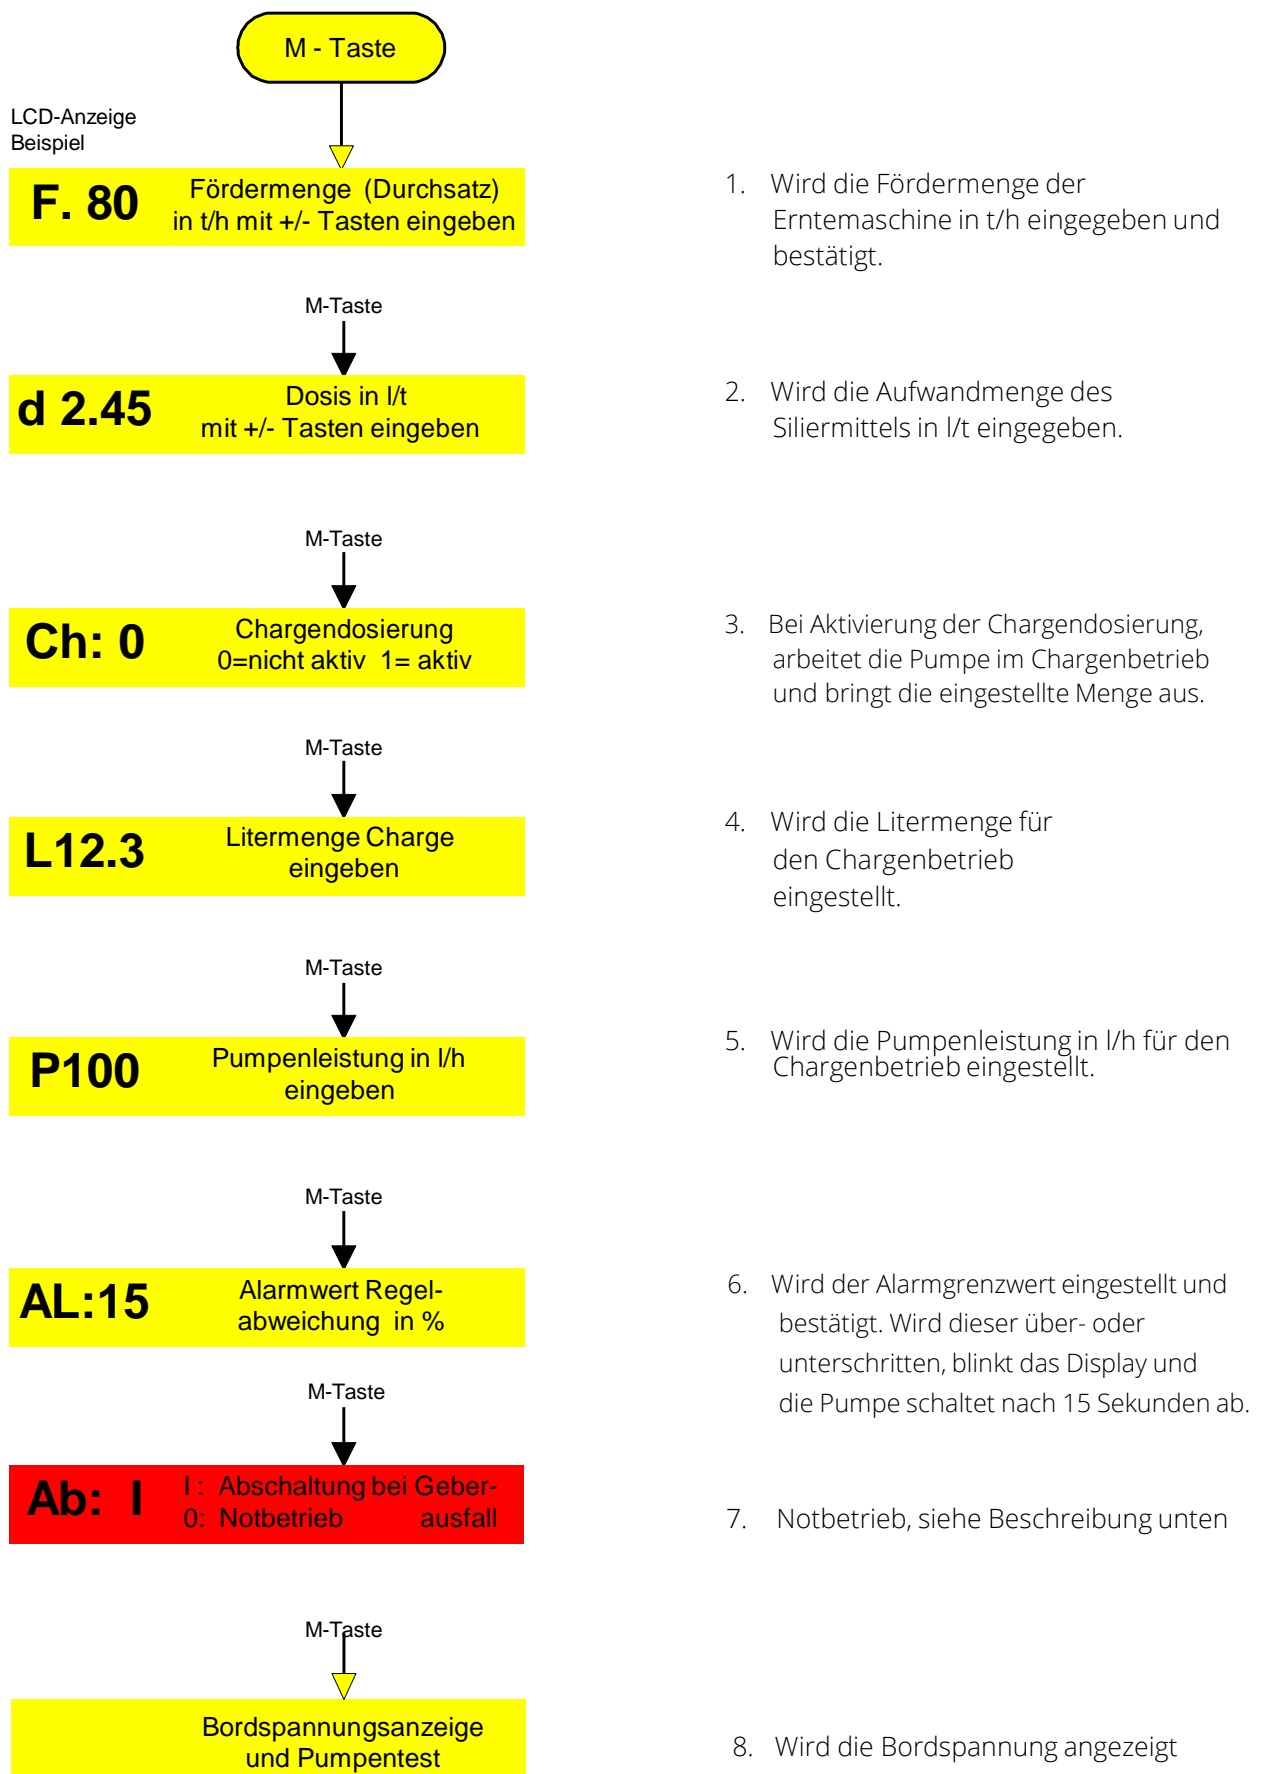 M - Taste
LCD-Anzeige
Beispiel
F. 80
Fördermenge (Durchsatz)
in t/h mit +/- Tasten eingeben
1. Wird die Fördermenge der
Erntemaschine in t/h eingegeben und
bestätigt.
M-Taste
d 2.45
Dosis in l/t
mit +/- Tasten eingeben
2. Wird die Aufwandmenge des
Siliermittels in l/t eingegeben.
M-Taste
Ch: 0
Chargendosierung
0=nicht aktiv 1= aktiv
3. Bei Aktivierung der Chargendosierung,
arbeitet die Pumpe im Chargenbetrieb
und bringt die eingestellte Menge aus.
M-Taste
L12.3
Litermenge Charge
eingeben
4. Wird die Litermenge für
den Chargenbetrieb
eingestellt.
M-Taste
P100
Pumpenleistung in l/h
eingeben
5. Wird die Pumpenleistung in l/h für den
Chargenbetrieb eingestellt.
M-Taste
AL:15
Alarmwert Regel-
abweichung in %
6. Wird der Alarmgrenzwert eingestellt und
bestätigt. Wird dieser über- oder
unterschritten, blinkt das Display und
die Pumpe schaltet nach 15 Sekunden ab.
M-Taste
Ab: I
I : Abschaltung bei Geber-
0: Notbetrieb ausfall
7. Notbetrieb, siehe Beschreibung unten
M-Taste
Bordspannungsanzeige
und Pumpentest
8. Wird die Bordspannung angezeigt